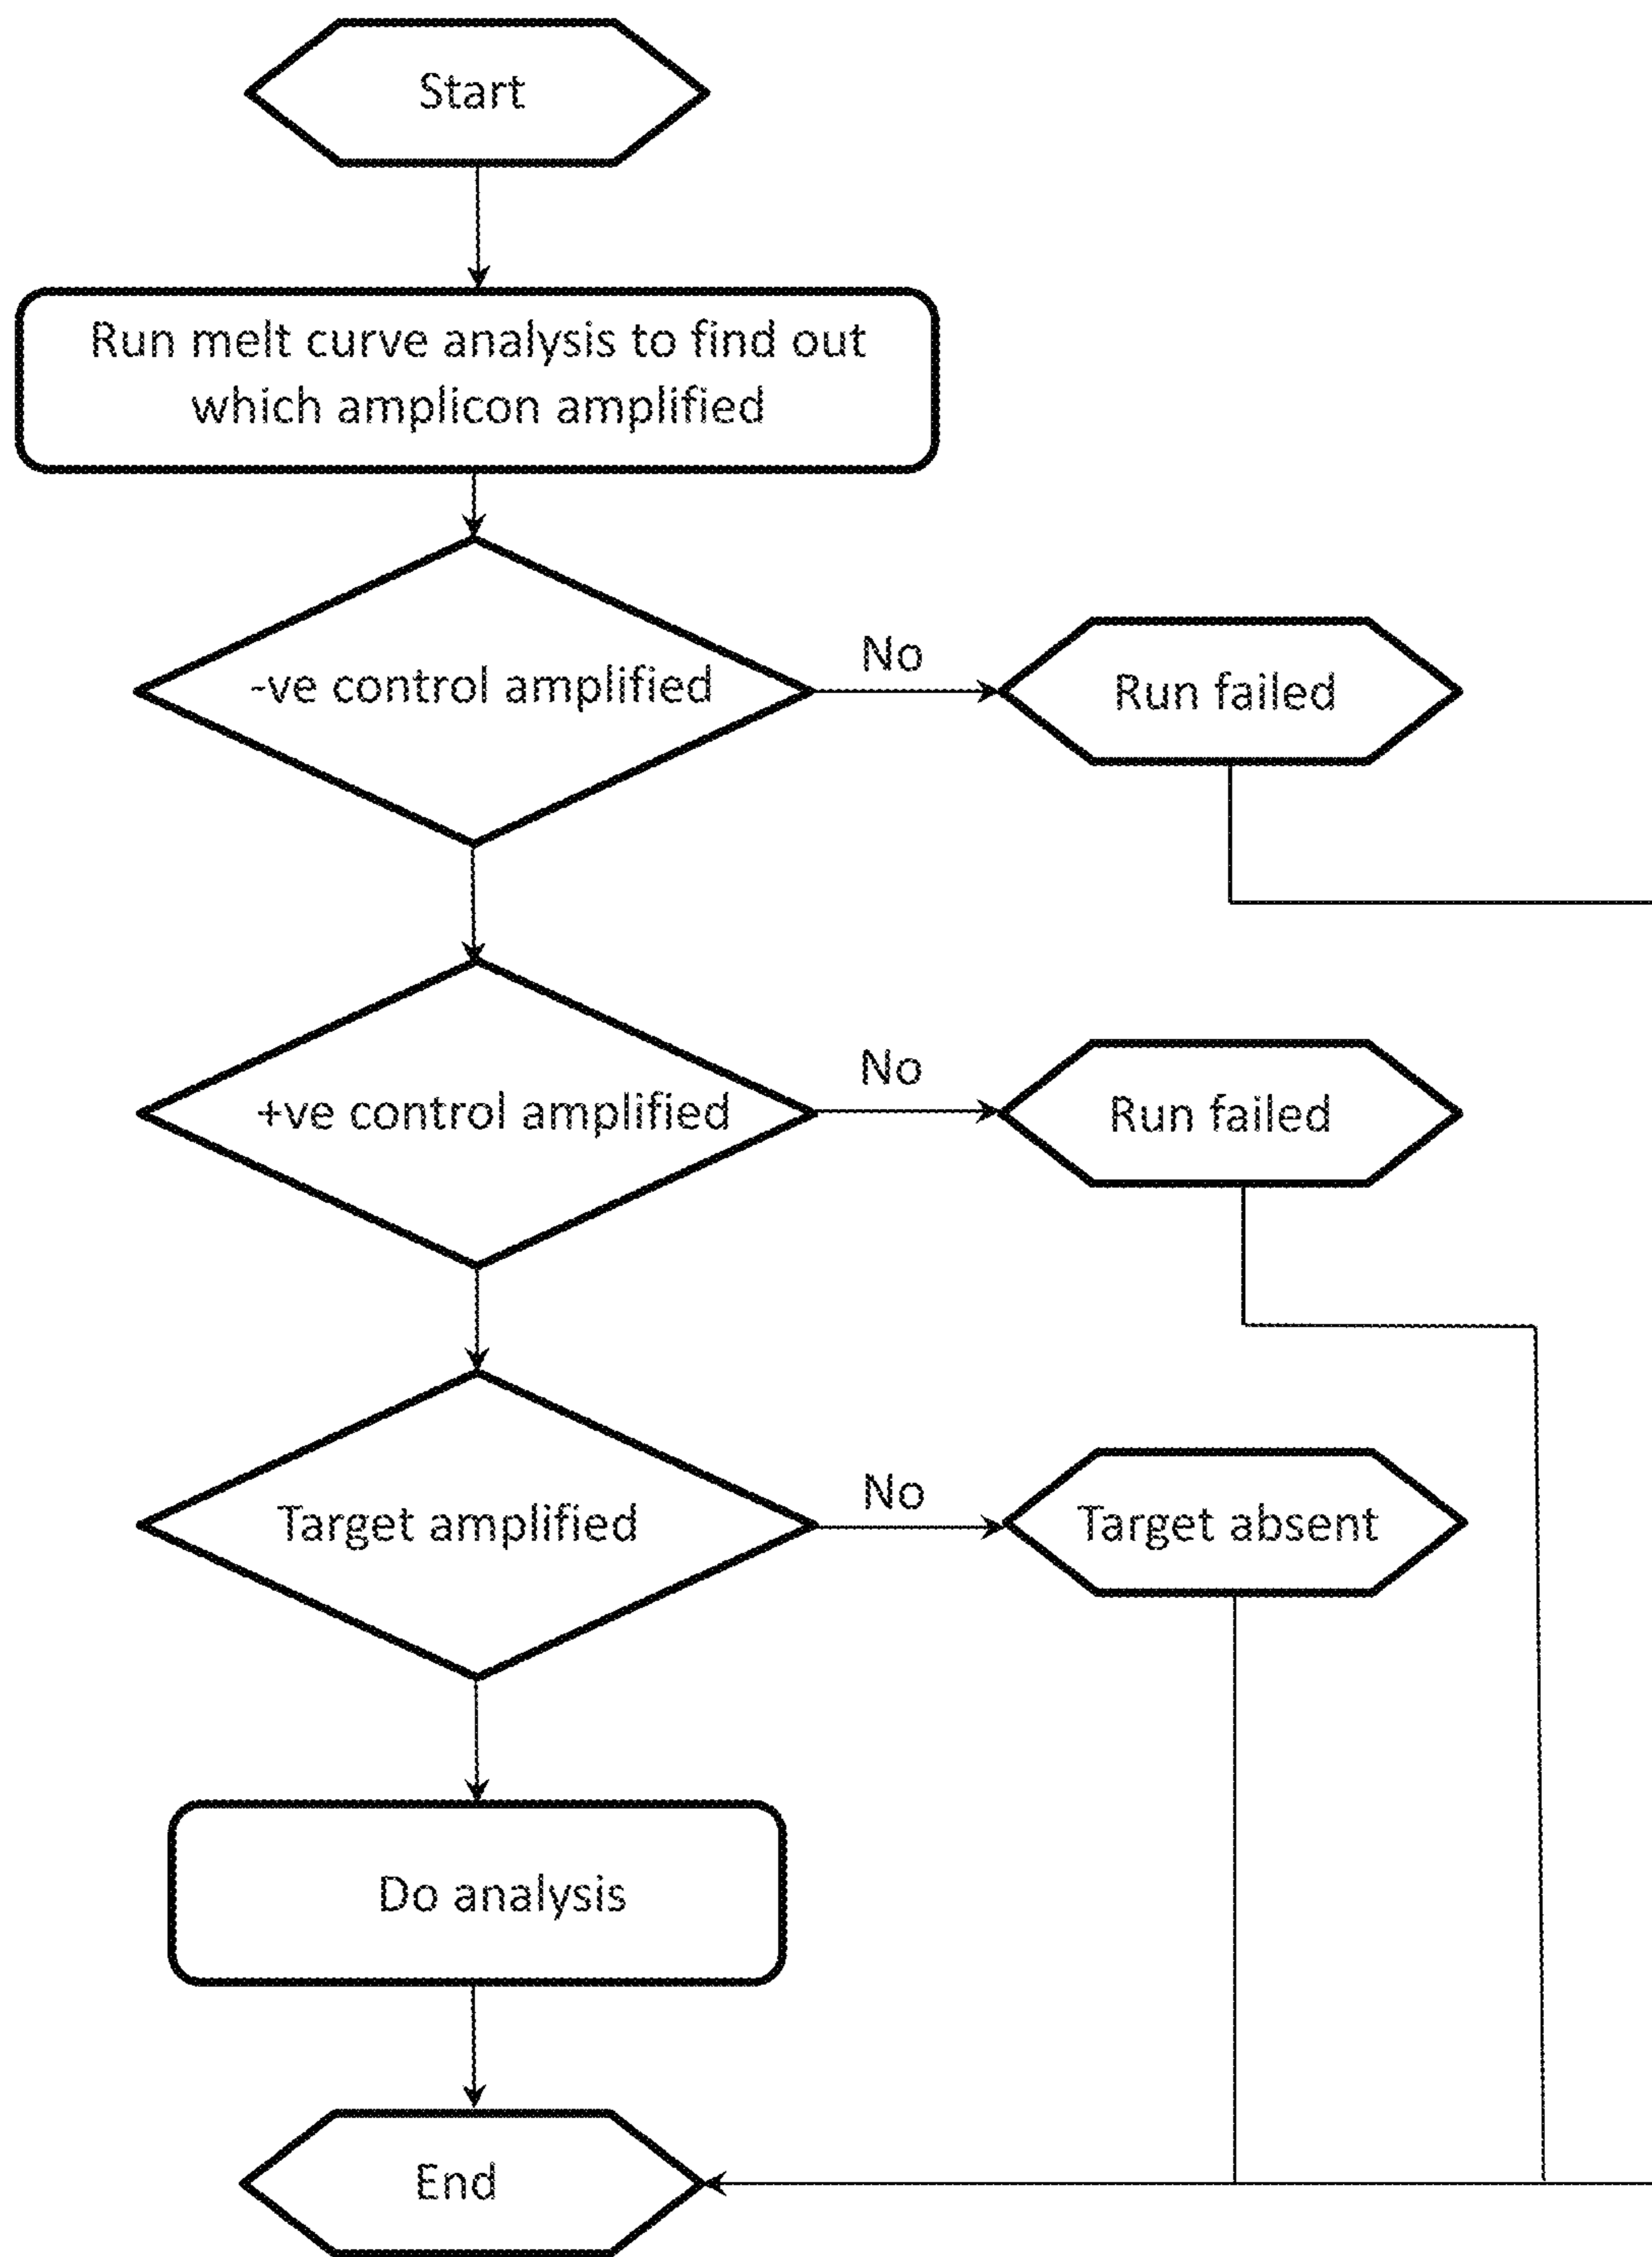 Start
Run melt curve analysis to find out
which amplicon amplified
-ve control amplified
No
Run failed
+ve control amplified
No
Run failed
Target amplified
No
Target absent
Do analysis
End